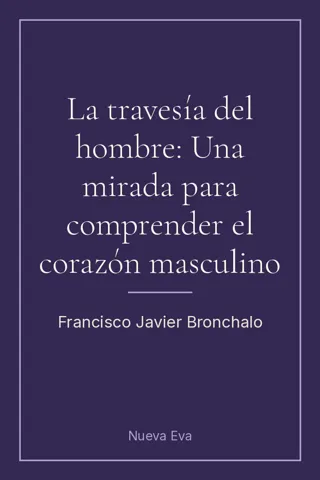 La travesía del
hombre: Una
mirada para
comprender el
corazón masculino
Francisco Javier Bronchalo
Nueva Eva